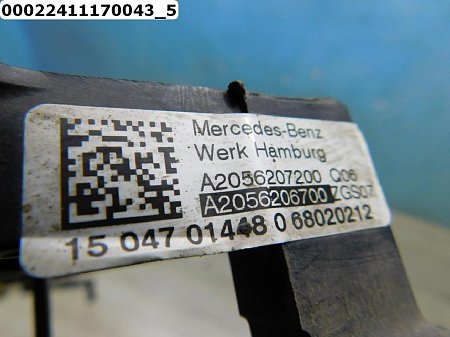 00022411170043_5
Mercedes-Benz
Werk Hamburg
A2056207200 Q06
A2056206700 ZGS07
15 047 01448 0 68020212